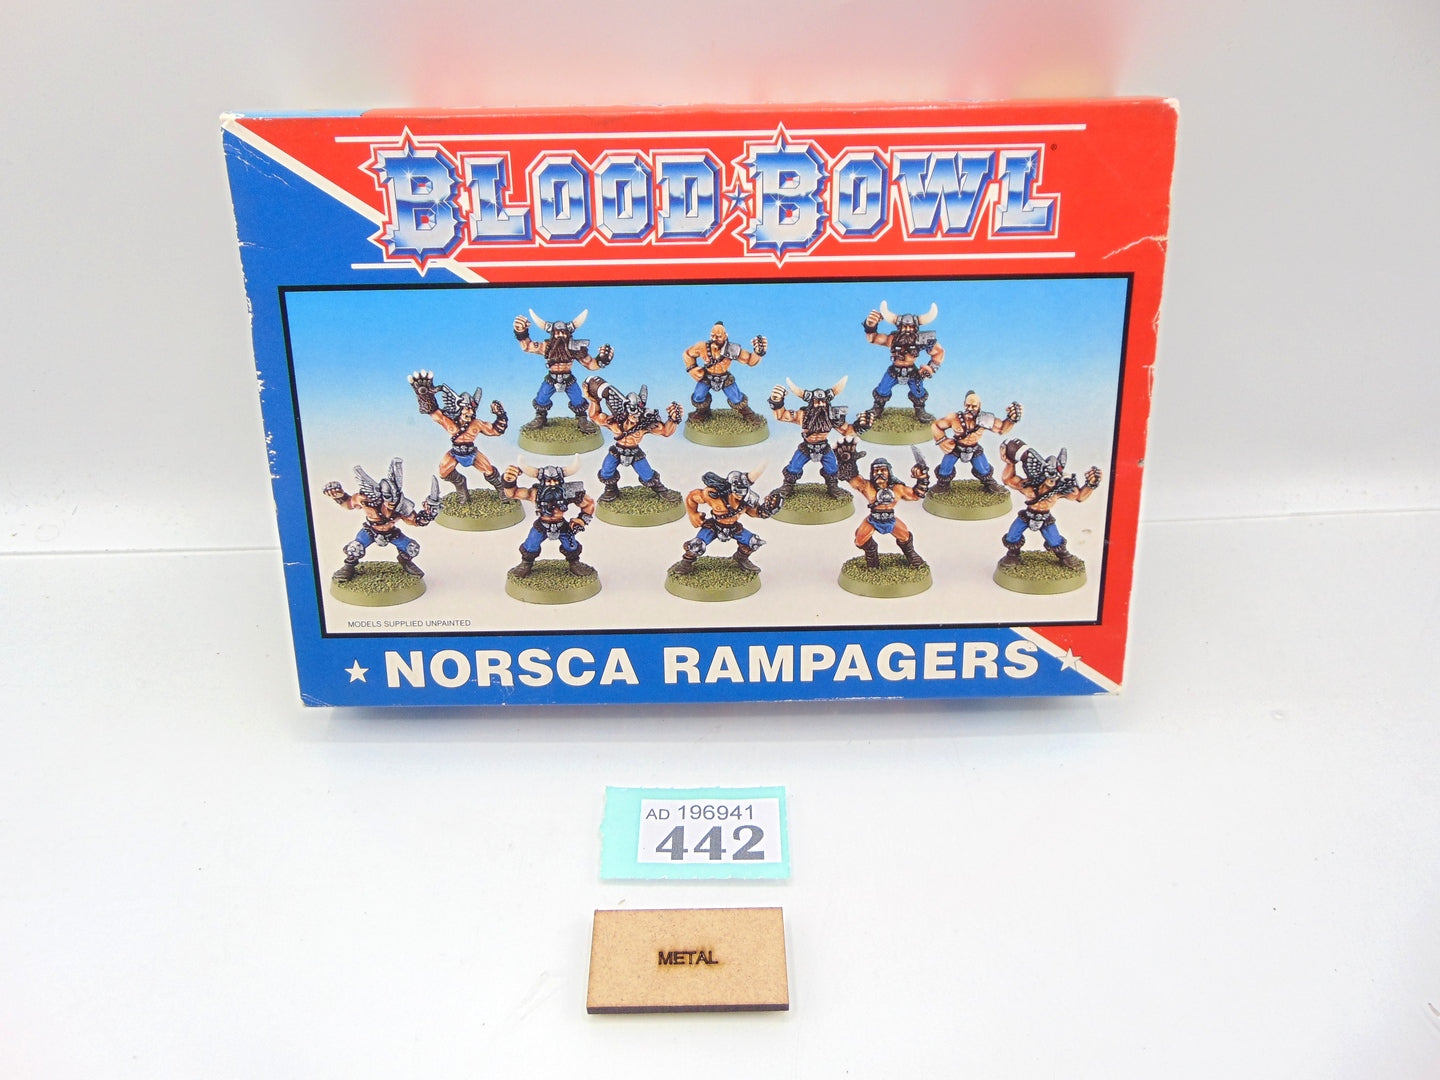 BLOOD★BOWL®
MODELS SUPPLIED UNPAINTED
★ NORSCA RAMPAGERS ★
AD 196941
442
METAL